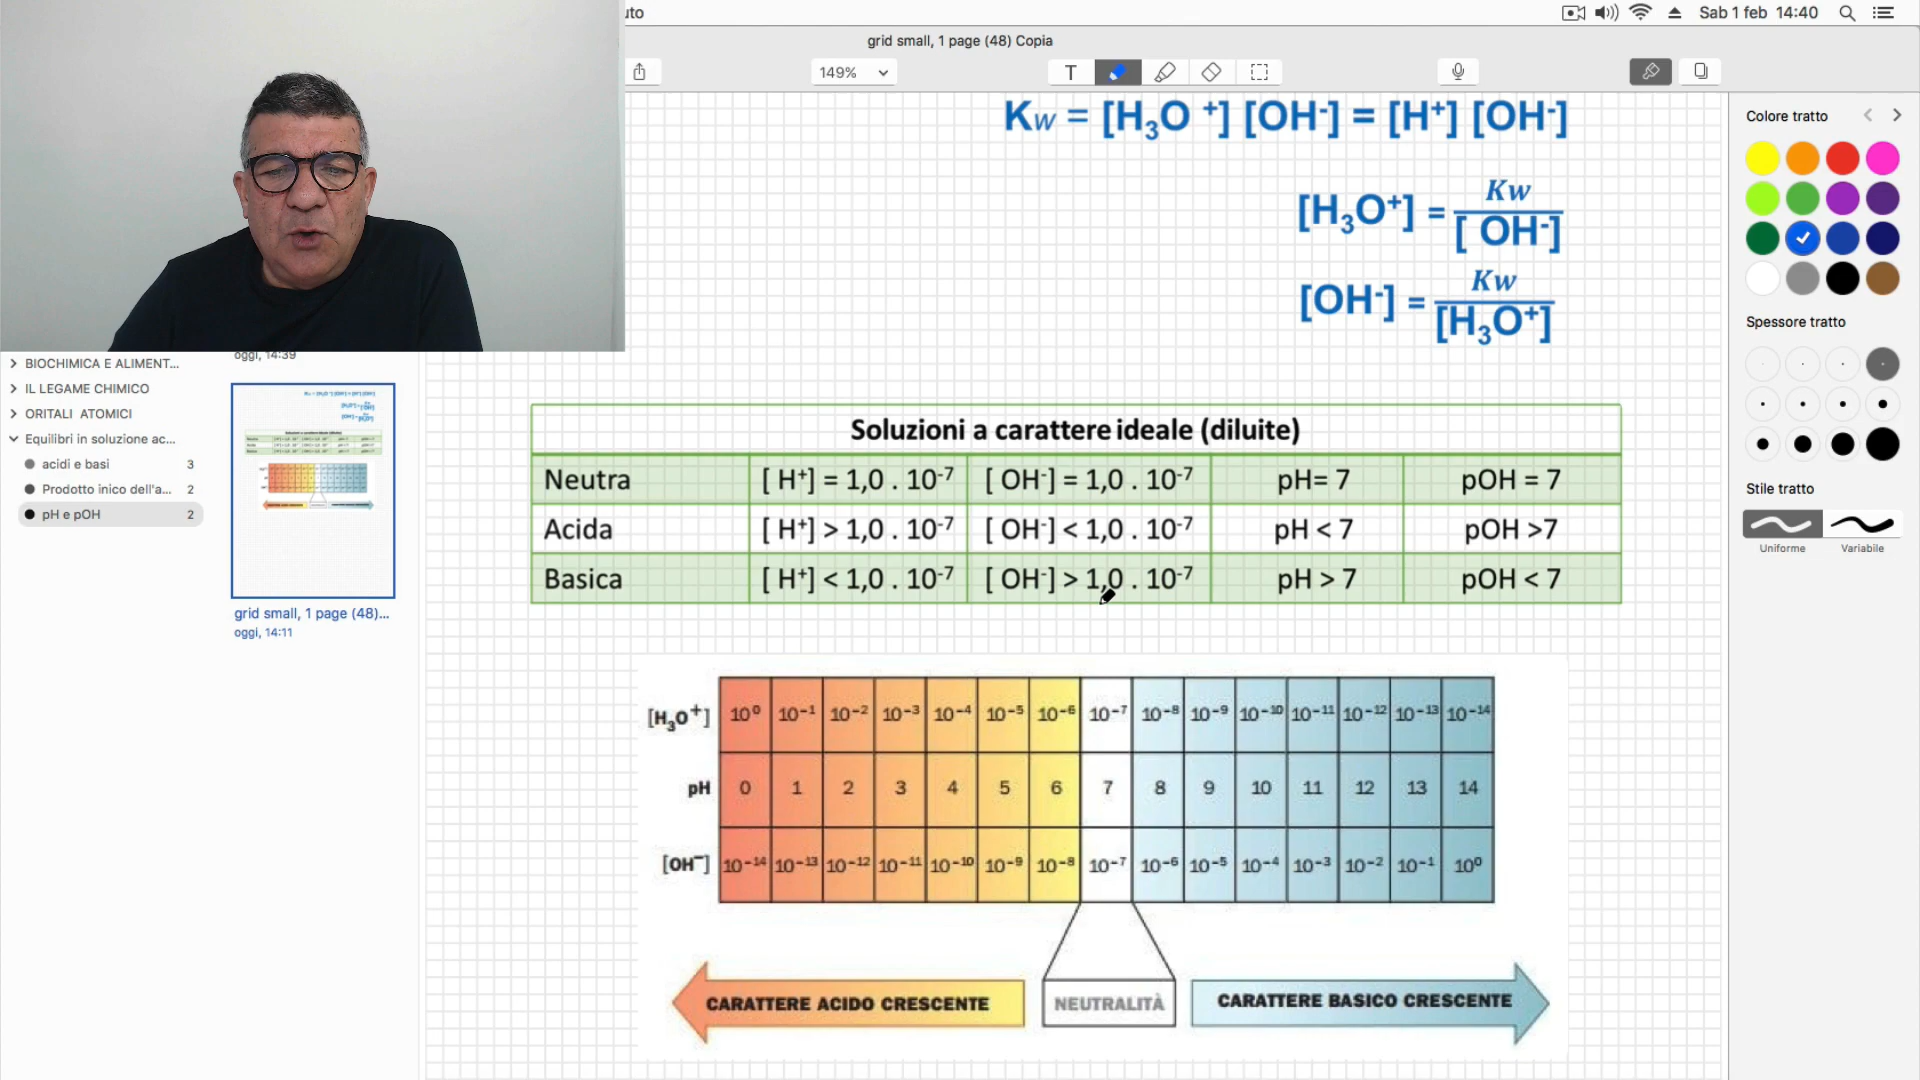 uto
Sab 1 feb 14:40
grid small, 1 page (48) Copia
149%
T
Kw = [H₃O ⁺] [OH⁻] = [H⁺] [OH⁻]
[H₃O⁺] = Kw / [ OH⁻]
[OH⁻] = Kw / [H₃O⁺]
Colore tratto
Spessore tratto
Stile tratto
Uniforme Variabile
oggi, 14:39
BIOCHIMICA E ALIMENT...
IL LEGAME CHIMICO
ORITALI ATOMICI
Equilibri in soluzione ac...
acidi e basi 3
Prodotto inico dell'a... 2
pH e pOH 2
grid small, 1 page (48)...
oggi, 14:11
Soluzioni a carattere ideale (diluite)
Neutra [ H⁺] = 1,0 . 10⁻⁷ [ OH⁻] = 1,0 . 10⁻⁷ pH= 7 pOH = 7
Acida [ H⁺] > 1,0 . 10⁻⁷ [ OH⁻] < 1,0 . 10⁻⁷ pH < 7 pOH >7
Basica [ H⁺] < 1,0 . 10⁻⁷ [ OH⁻] > 1,0 . 10⁻⁷ pH > 7 pOH < 7
[H₃O⁺] 10⁰ 10⁻¹ 10⁻² 10⁻³ 10⁻⁴ 10⁻⁵ 10⁻⁶ 10⁻⁷ 10⁻⁸ 10⁻⁹ 10⁻¹⁰ 10⁻¹¹ 10⁻¹² 10⁻¹³ 10⁻¹⁴
pH 0 1 2 3 4 5 6 7 8 9 10 11 12 13 14
[OH⁻] 10⁻¹⁴ 10⁻¹³ 10⁻¹² 10⁻¹¹ 10⁻¹⁰ 10⁻⁹ 10⁻⁸ 10⁻⁷ 10⁻⁶ 10⁻⁵ 10⁻⁴ 10⁻³ 10⁻² 10⁻¹ 10⁰
CARATTERE ACIDO CRESCENTE
NEUTRALITÀ
CARATTERE BASICO CRESCENTE